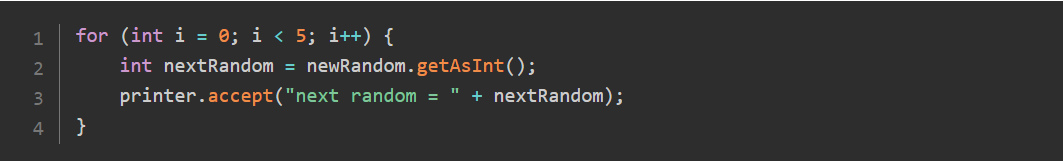 1 for (int i = 0; i < 5; i++) {
2     int nextRandom = newRandom.getAsInt();
3     printer.accept("next random = " + nextRandom);
4 }